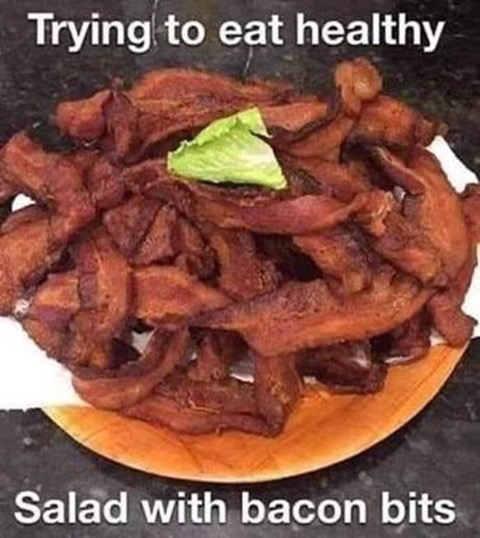 Trying to eat healthy
Salad with bacon bits